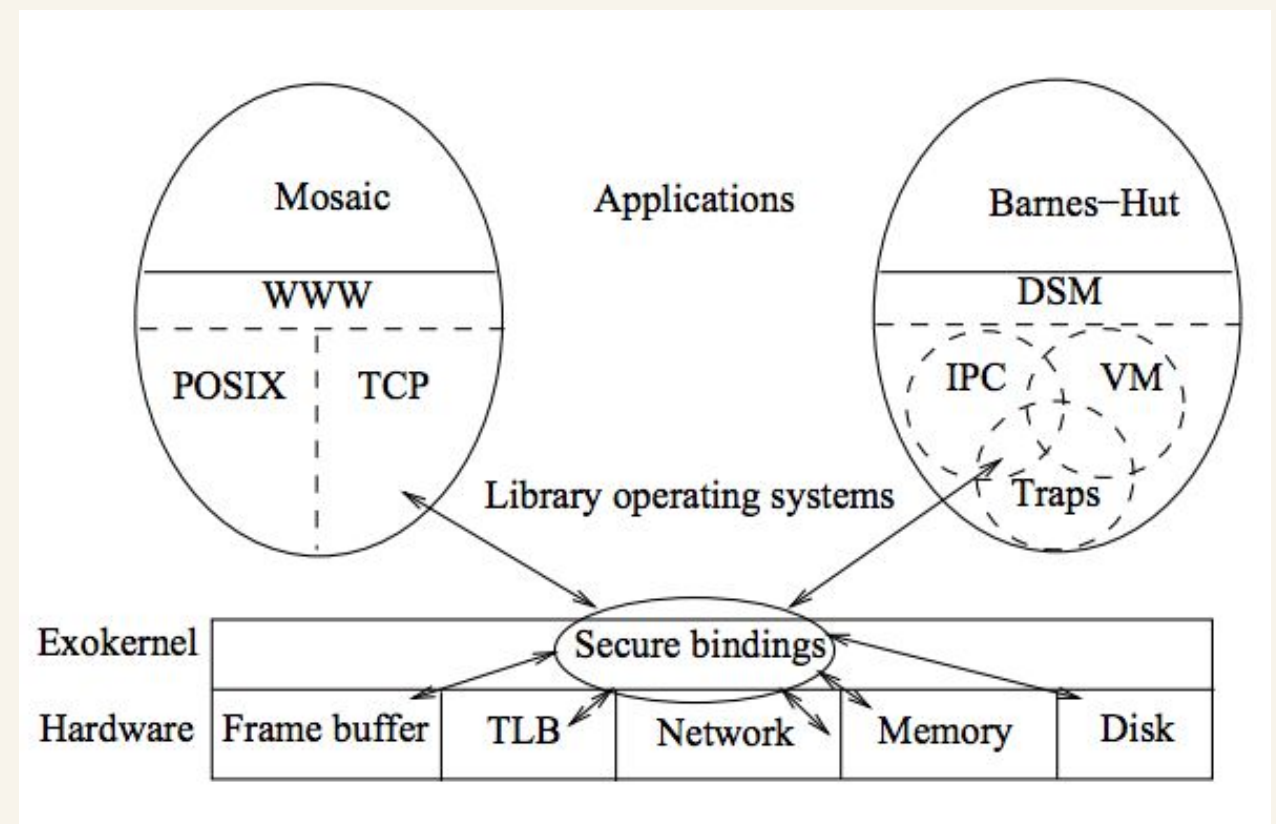 Mosaic
Applications
Barnes−Hut
WWW
DSM
POSIX
TCP
IPC
VM
Traps
Library operating systems
Exokernel
Secure bindings
Hardware
Frame buffer
TLB
Network
Memory
Disk